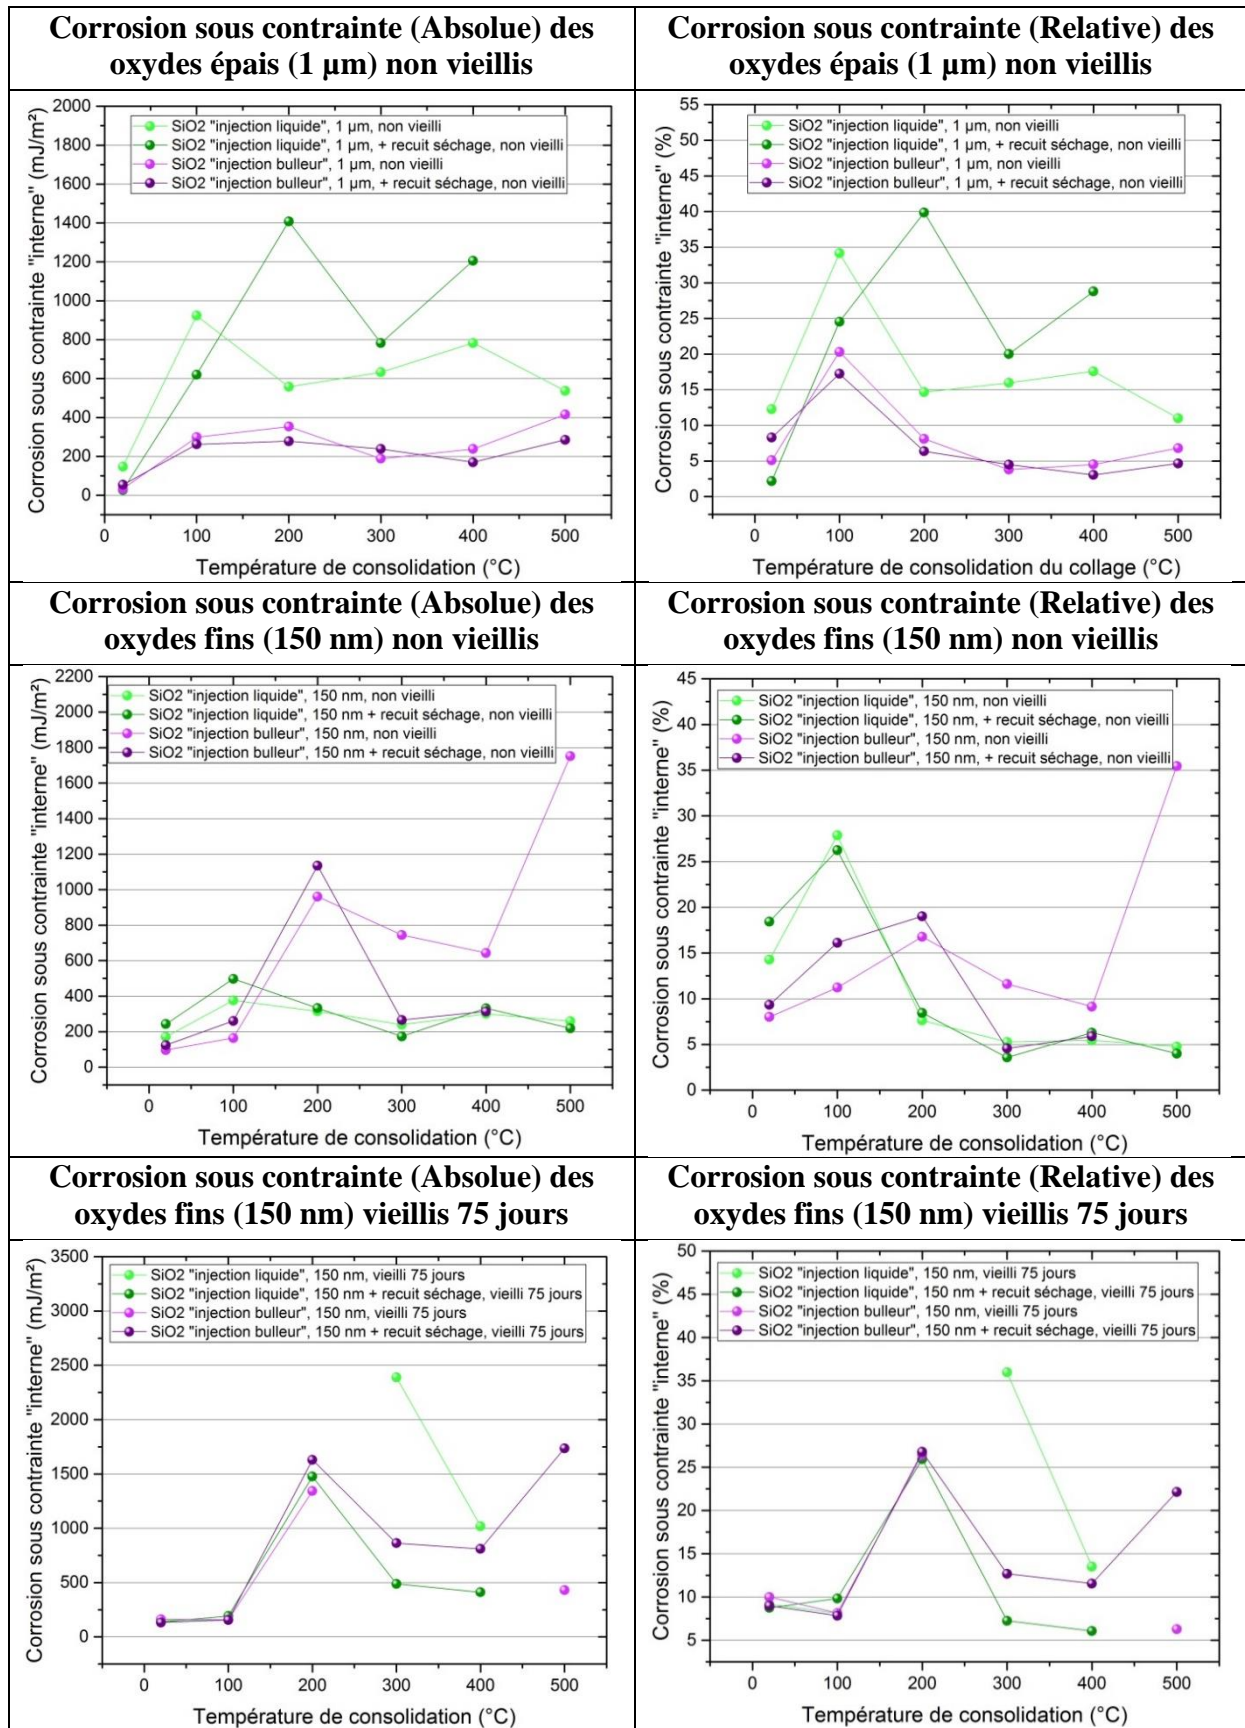 Corrosion sous contrainte (Absolue) des
oxydes épais (1 µm) non vieillis
Corrosion sous contrainte (Relative) des
oxydes épais (1 µm) non vieillis
Corrosion sous contrainte "interne" (mJ/m²)
2000
1800
1600
1400
1200
1000
800
600
400
200
0
SiO2 "injection liquide", 1 µm, non vieilli
SiO2 "injection liquide", 1 µm, + recuit séchage, non vieilli
SiO2 "injection bulleur", 1 µm, non vieilli
SiO2 "injection bulleur", 1 µm, + recuit séchage, non vieilli
0 100 200 300 400 500
Température de consolidation (°C)
Corrosion sous contrainte "interne" (%)
55
50
45
40
35
30
25
20
15
10
5
0
SiO2 "injection liquide", 1 µm, non vieilli
SiO2 "injection liquide", 1 µm, + recuit séchage, non vieilli
SiO2 "injection bulleur", 1 µm, non vieilli
SiO2 "injection bulleur", 1 µm, + recuit séchage, non vieilli
0 100 200 300 400 500
Température de consolidation du collage (°C)
Corrosion sous contrainte (Absolue) des
oxydes fins (150 nm) non vieillis
Corrosion sous contrainte (Relative) des
oxydes fins (150 nm) non vieillis
Corrosion sous contrainte "interne" (mJ/m²)
2200
2000
1800
1600
1400
1200
1000
800
600
400
200
0
SiO2 "injection liquide", 150 nm, non vieilli
SiO2 "injection liquide", 150 nm + recuit séchage, non vieilli
SiO2 "injection bulleur", 150 nm, non vieilli
SiO2 "injection bulleur", 150 nm + recuit séchage, non vieilli
0 100 200 300 400 500
Température de consolidation (°C)
Corrosion sous contrainte "interne" (%)
45
40
35
30
25
20
15
10
5
0
SiO2 "injection liquide", 150 nm, non vieilli
SiO2 "injection liquide", 150 nm, + recuit séchage, non vieilli
SiO2 "injection bulleur", 150 nm, non vieilli
SiO2 "injection bulleur", 150 nm, + recuit séchage, non vieilli
0 100 200 300 400 500
Température de consolidation (°C)
Corrosion sous contrainte (Absolue) des
oxydes fins (150 nm) vieillis 75 jours
Corrosion sous contrainte (Relative) des
oxydes fins (150 nm) vieillis 75 jours
Corrosion sous contrainte "interne" (mJ/m²)
3500
3000
2500
2000
1500
1000
500
0
SiO2 "injection liquide", 150 nm, vieilli 75 jours
SiO2 "injection liquide", 150 nm + recuit séchage, vieilli 75 jours
SiO2 "injection bulleur", 150 nm, vieilli 75 jours
SiO2 "injection bulleur", 150 nm + recuit séchage, vieilli 75 jours
0 100 200 300 400 500
Température de consolidation (°C)
Corrosion sous contrainte "interne" (%)
50
45
40
35
30
25
20
15
10
5
SiO2 "injection liquide", 150 nm, vieilli 75 jours
SiO2 "injection liquide", 150 nm + recuit séchage, vieilli 75 jours
SiO2 "injection bulleur", 150 nm, vieilli 75 jours
SiO2 "injection bulleur", 150 nm + recuit séchage, vieilli 75 jours
0 100 200 300 400 500
Température de consolidation (°C)